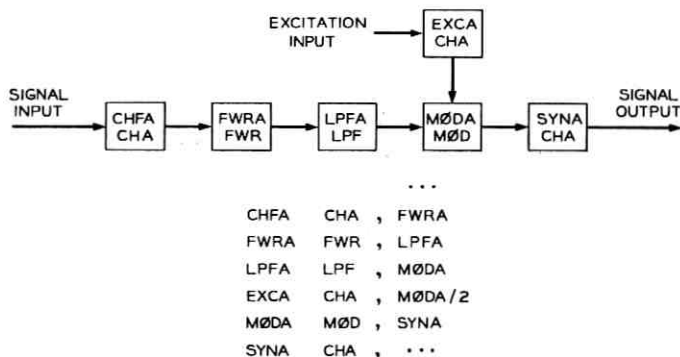 EXCITATION
INPUT
EXCA
CHA
SIGNAL
INPUT
CHFA
CHA
FWRA
FWR
LPFA
LPF
MØDA
MØD
SYNA
CHA
SIGNAL
OUTPUT
...
CHFA CHA , FWRA
FWRA FWR , LPFA
LPFA LPF , MØDA
EXCA CHA , MØDA/2
MØDA MØD , SYNA
SYNA CHA , ...